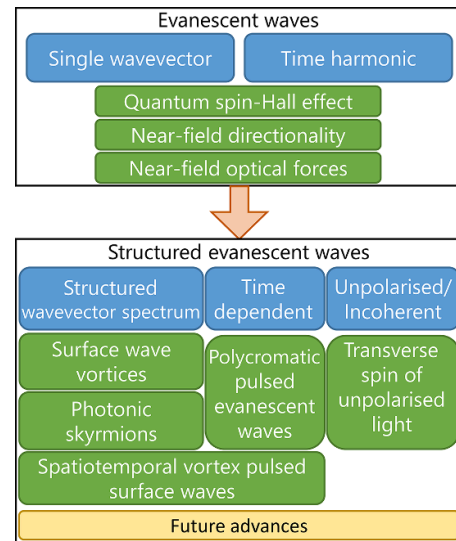 Evanescent waves
Single wavevector
Time harmonic
Quantum spin-Hall effect
Near-field directionality
Near-field optical forces
Structured evanescent waves
Structured
wavevector spectrum
Time
dependent
Unpolarised/
Incoherent
Surface wave
vortices
Photonic
skyrmions
Polycromatic
pulsed
evanescent
waves
Transverse
spin of
unpolarised
light
Spatiotemporal vortex pulsed
surface waves
Future advances